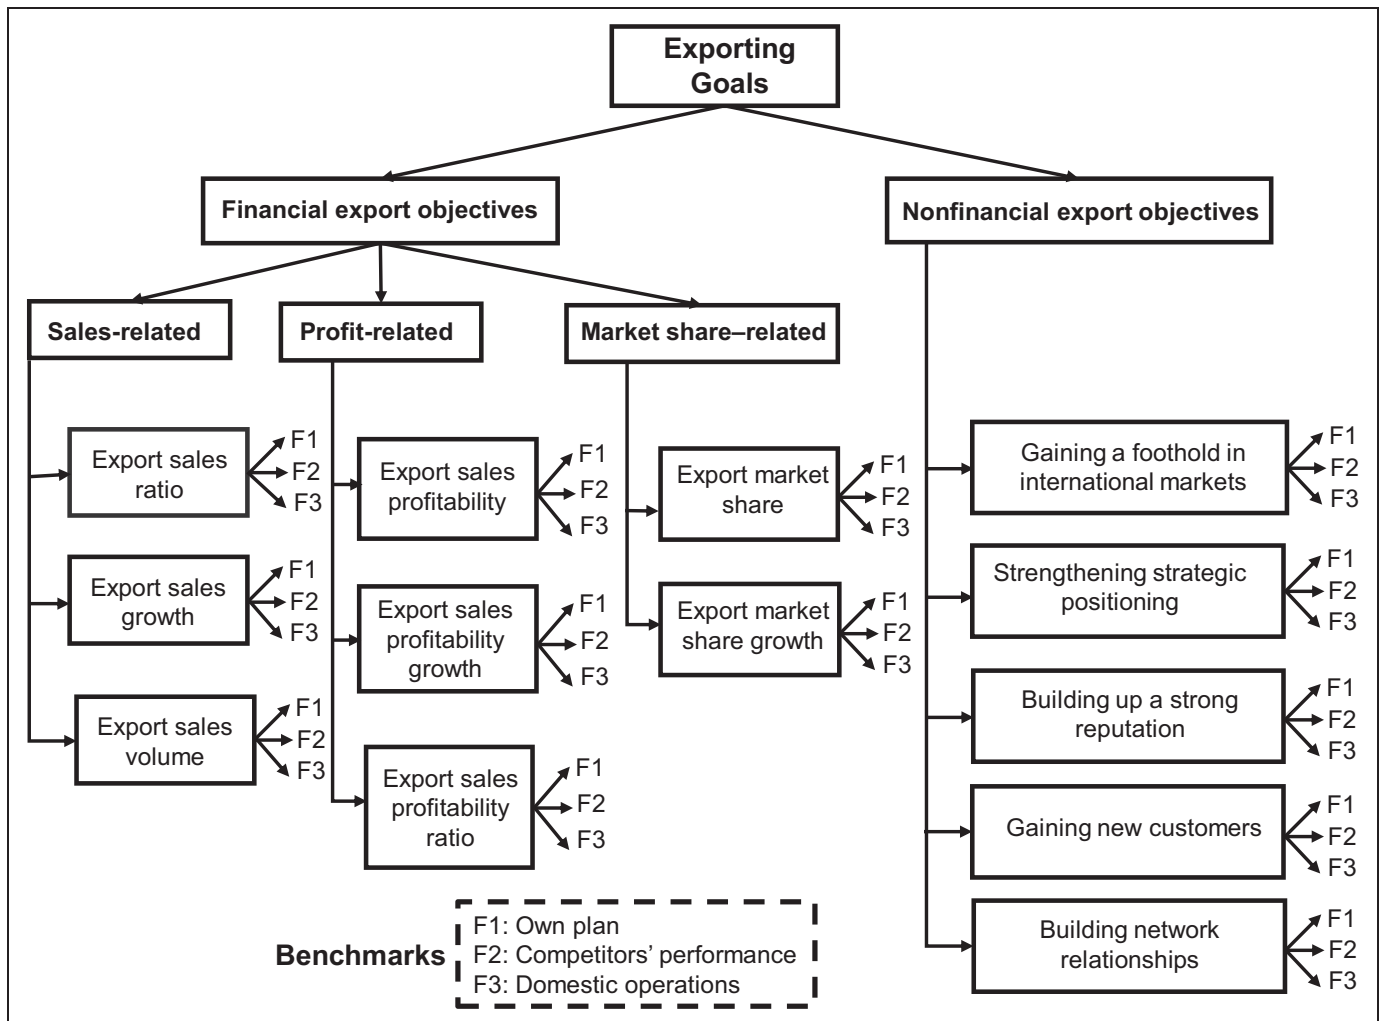 Exporting
Goals
Financial export objectives
Nonfinancial export objectives
Sales-related
Profit-related
Market share–related
Export sales
ratio
F1
F2
F3
Export sales
growth
F1
F2
F3
Export sales
volume
F1
F2
F3
Export sales
profitability
F1
F2
F3
Export sales
profitability
growth
F1
F2
F3
Export sales
profitability
ratio
F1
F2
F3
Export market
share
F1
F2
F3
Export market
share growth
F1
F2
F3
Gaining a foothold in
international markets
F1
F2
F3
Strengthening strategic
positioning
F1
F2
F3
Building up a strong
reputation
F1
F2
F3
Gaining new customers
F1
F2
F3
Building network
relationships
F1
F2
F3
Benchmarks
F1: Own plan
F2: Competitors’ performance
F3: Domestic operations